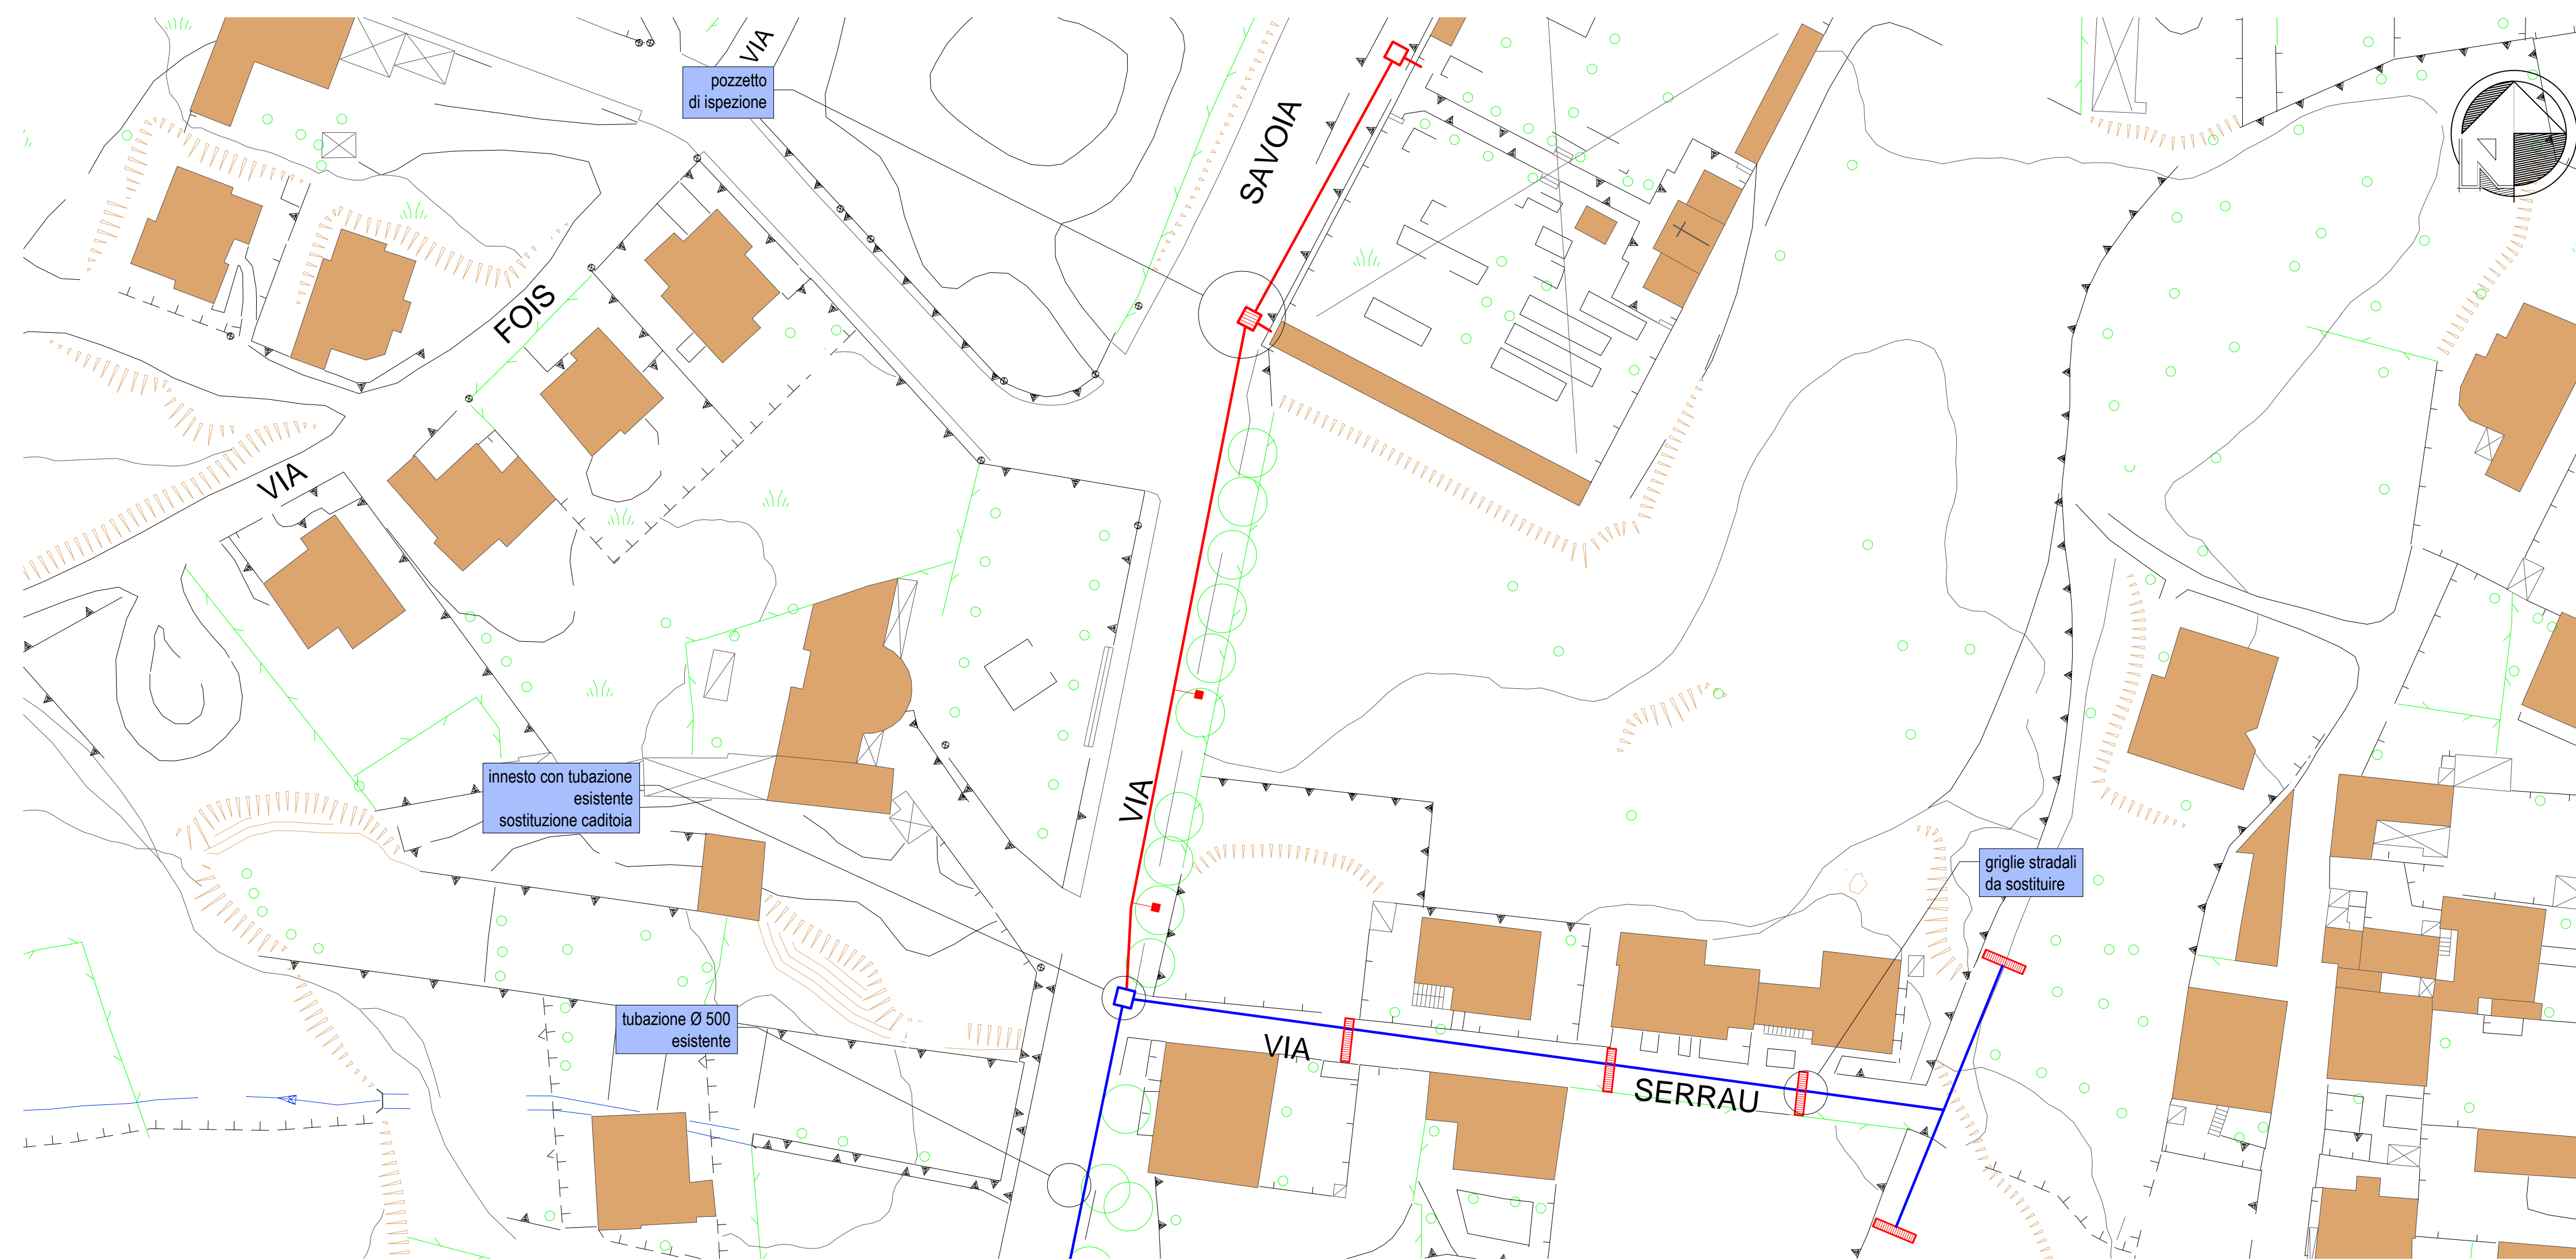 VIA
pozzetto
di ispezione
SAVOIA
FOIS
VIA
innesto con tubazione
esistente
sostituzione caditoia
VIA
griglie stradali
da sostituire
tubazione Ø 500
esistente
VIA
SERRAU
N